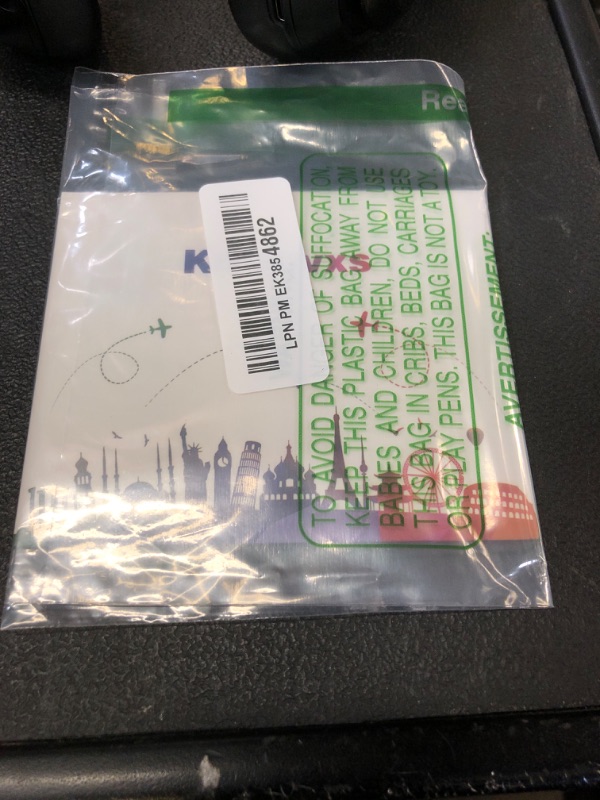 Ree
LPN PM EK3854862
TO AVOID DANGER OF SUFFOCATION,
KEEP THIS PLASTIC BAG AWAY FROM
BABIES AND CHILDREN. DO NOT USE
THIS BAG IN CRIBS, BEDS, CARRIAGES
OR PLAY PENS. THIS BAG IS NOT A TOY.
AVERTISSEMENT: